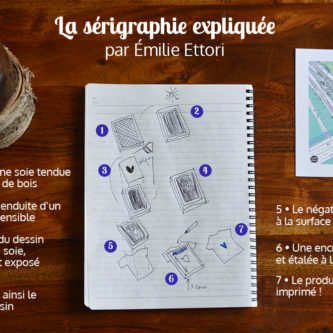 La sérigraphie expliquée
par Émilie Ettori
1
2
3
4
5
6
7
ne soie tendue
de bois
enduite d'un
ensible
du dessin
soie,
t exposé
ainsi le
sin
5 • Le négat
à la surface
6 • Une encr
et étalée à l
7 • Le produ
imprimé !